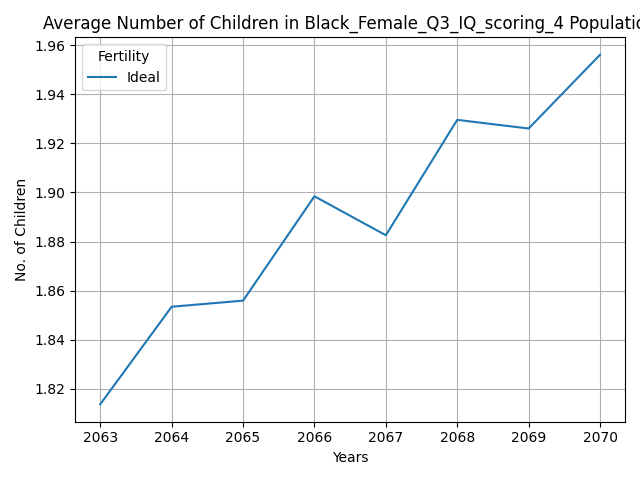 Average Number of Children in Black_Female_Q3_IQ_scoring_4 Populatio
Fertility
Ideal
1.96
1.94
1.92
1.90
1.88
1.86
1.84
1.82
No. of Children
2063 2064 2065 2066 2067 2068 2069 2070
Years